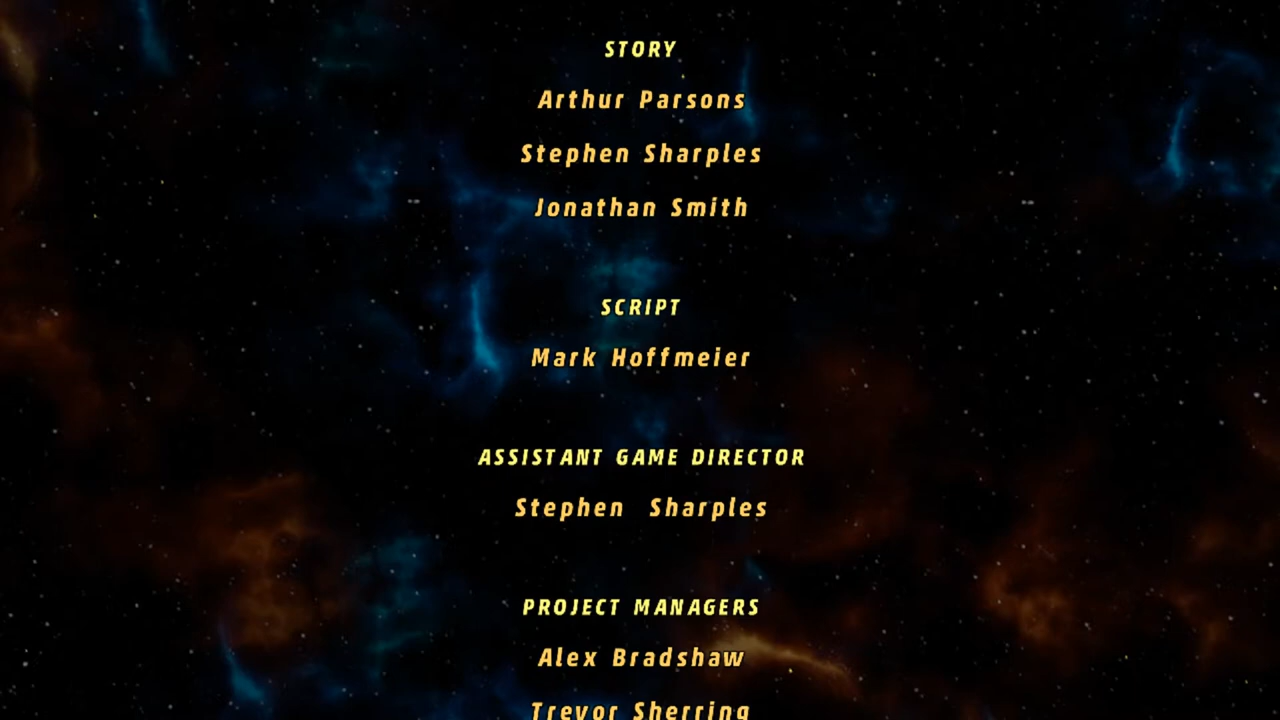 STORY
Arthur Parsons
Stephen Sharples
Jonathan Smith
SCRIPT
Mark Hoffmeier
ASSISTANT GAME DIRECTOR
Stephen Sharples
PROJECT MANAGERS
Alex Bradshaw
Trevor Sherring